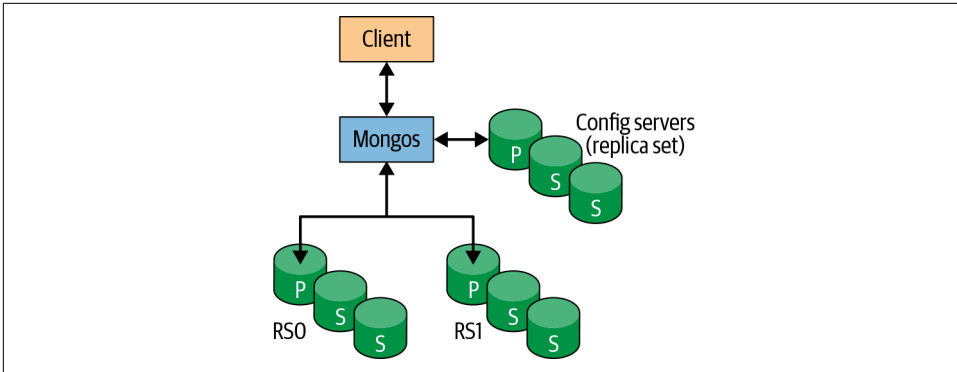 Client
Mongos
Config servers
(replica set)
P
S
S
P
S
S
RS0
P
S
S
RS1